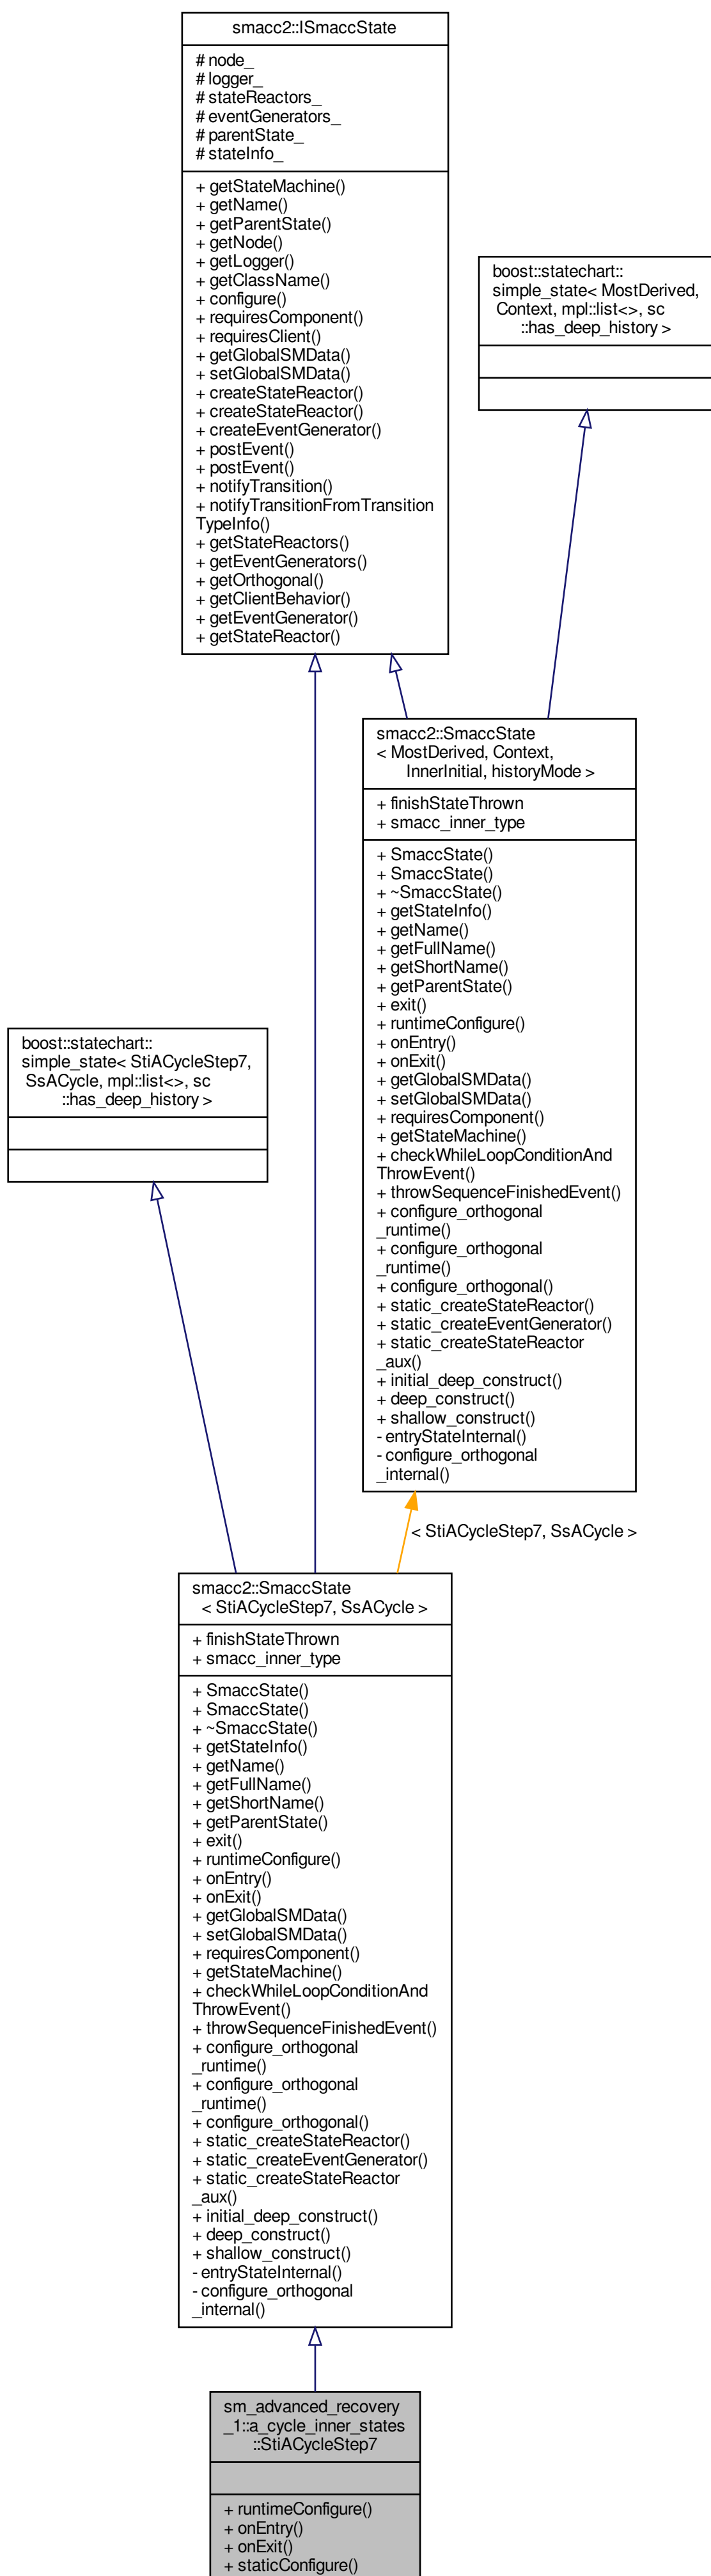 smacc2::ISmaccState
# node_
# logger_
# stateReactors_
# eventGenerators_
# parentState_
# stateInfo_
+ getStateMachine()
+ getName()
+ getParentState()
+ getNode()
+ getLogger()
+ getClassName()
+ configure()
+ requiresComponent()
+ requiresClient()
+ getGlobalSMData()
+ setGlobalSMData()
+ createStateReactor()
+ createStateReactor()
+ createEventGenerator()
+ postEvent()
+ postEvent()
+ notifyTransition()
+ notifyTransitionFromTransition
TypeInfo()
+ getStateReactors()
+ getEventGenerators()
+ getOrthogonal()
+ getClientBehavior()
+ getEventGenerator()
+ getStateReactor()
boost::statechart::
simple_state< MostDerived,
Context, mpl::list<>, sc
::has_deep_history >
smacc2::SmaccState
< MostDerived, Context,
InnerInitial, historyMode >
+ finishStateThrown
+ smacc_inner_type
+ SmaccState()
+ SmaccState()
+ ~SmaccState()
+ getStateInfo()
+ getName()
+ getFullName()
+ getShortName()
+ getParentState()
+ exit()
+ runtimeConfigure()
+ onEntry()
+ onExit()
+ getGlobalSMData()
+ setGlobalSMData()
+ requiresComponent()
+ getStateMachine()
+ checkWhileLoopConditionAnd
ThrowEvent()
+ throwSequenceFinishedEvent()
+ configure_orthogonal
_runtime()
+ configure_orthogonal
_runtime()
+ configure_orthogonal()
+ static_createStateReactor()
+ static_createEventGenerator()
+ static_createStateReactor
_aux()
+ initial_deep_construct()
+ deep_construct()
+ shallow_construct()
- entryStateInternal()
- configure_orthogonal
_internal()
boost::statechart::
simple_state< StiACycleStep7,
SsACycle, mpl::list<>, sc
::has_deep_history >
< StiACycleStep7, SsACycle >
smacc2::SmaccState
< StiACycleStep7, SsACycle >
+ finishStateThrown
+ smacc_inner_type
+ SmaccState()
+ SmaccState()
+ ~SmaccState()
+ getStateInfo()
+ getName()
+ getFullName()
+ getShortName()
+ getParentState()
+ exit()
+ runtimeConfigure()
+ onEntry()
+ onExit()
+ getGlobalSMData()
+ setGlobalSMData()
+ requiresComponent()
+ getStateMachine()
+ checkWhileLoopConditionAnd
ThrowEvent()
+ throwSequenceFinishedEvent()
+ configure_orthogonal
_runtime()
+ configure_orthogonal
_runtime()
+ configure_orthogonal()
+ static_createStateReactor()
+ static_createEventGenerator()
+ static_createStateReactor
_aux()
+ initial_deep_construct()
+ deep_construct()
+ shallow_construct()
- entryStateInternal()
- configure_orthogonal
_internal()
sm_advanced_recovery
_1::a_cycle_inner_states
::StiACycleStep7
+ runtimeConfigure()
+ onEntry()
+ onExit()
+ staticConfigure()